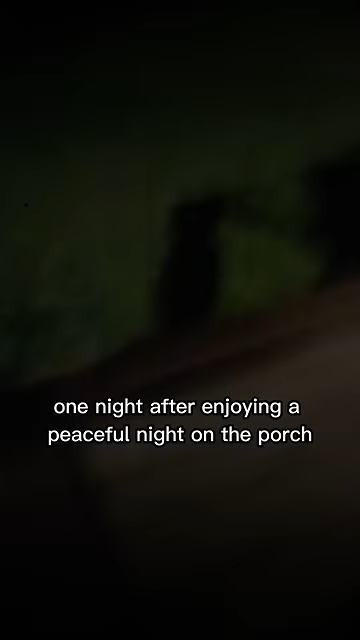 one night after enjoying a
peaceful night on the porch